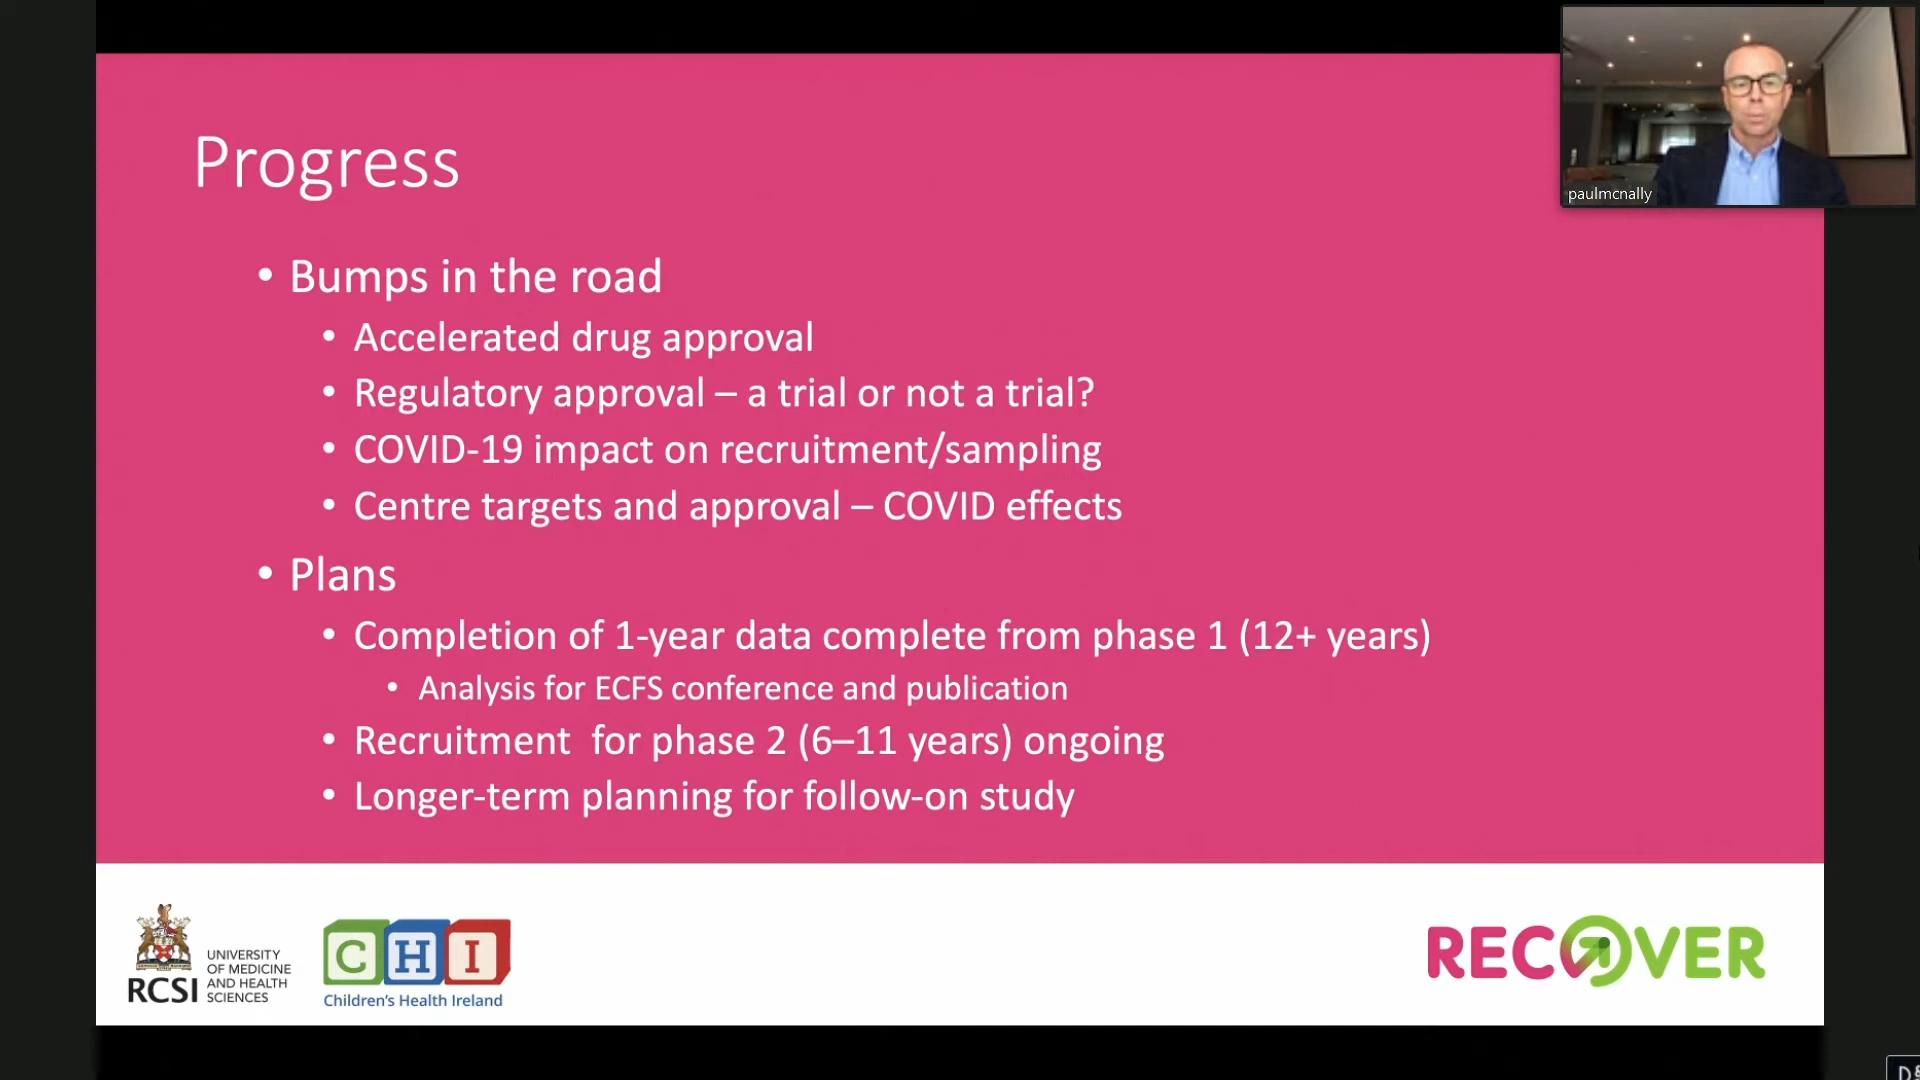 Progress
paulmcnally
• Bumps in the road
• Accelerated drug approval
• Regulatory approval – a trial or not a trial?
• COVID-19 impact on recruitment/sampling
• Centre targets and approval – COVID effects
• Plans
• Completion of 1-year data complete from phase 1 (12+ years)
• Analysis for ECFS conference and publication
• Recruitment for phase 2 (6–11 years) ongoing
• Longer-term planning for follow-on study
RCSI
UNIVERSITY
OF MEDICINE
AND HEALTH
SCIENCES
CHI
Children's Health Ireland
RECOVER